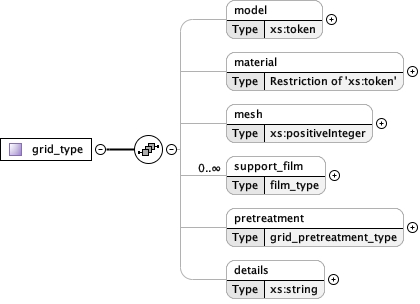 model
Type xs:token
material
Type Restriction of 'xs:token'
mesh
Type xs:positiveInteger
grid_type
0..∞
support_film
Type film_type
pretreatment
Type grid_pretreatment_type
details
Type xs:string